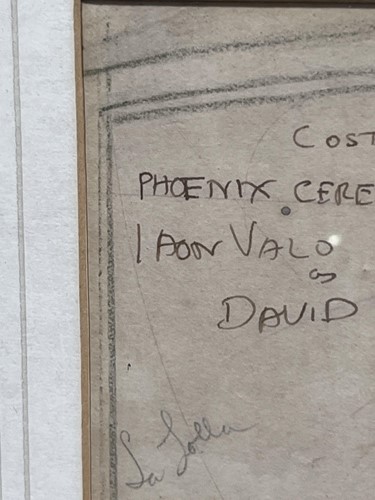 COST
PHOENIX CERE
IAON VALO
as
DAVID
La Jolla